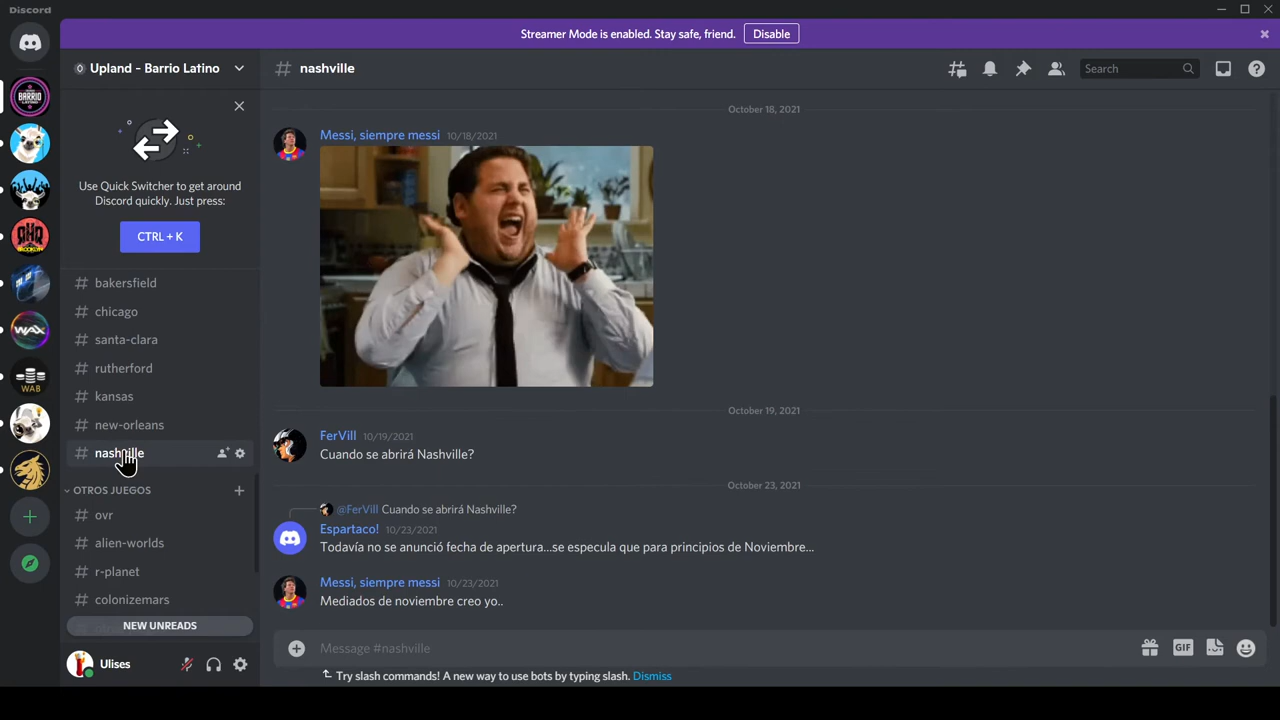 Discord
Streamer Mode is enabled. Stay safe, friend. Disable
Upland - Barrio Latino
nashville
Search
Use Quick Switcher to get around
Discord quickly. Just press:
CTRL + K
bakersfield
chicago
santa-clara
rutherford
kansas
new-orleans
nashville
OTROS JUEGOS
ovr
alien-worlds
r-planet
colonizemars
NEW UNREADS
Ulises
October 18, 2021
Messi, siempre messi 10/18/2021
October 19, 2021
FerVill 10/19/2021
Cuando se abrirá Nashville?
October 23, 2021
@FerVill Cuando se abrirá Nashville?
Espartaco! 10/23/2021
Todavía no se anunció fecha de apertura...se especula que para principios de Noviembre...
Messi, siempre messi 10/23/2021
Mediados de noviembre creo yo..
Message #nashville
GIF
Try slash commands! A new way to use bots by typing slash. Dismiss
BARRIO LATINO
BROOKLYN
WAX
WAB